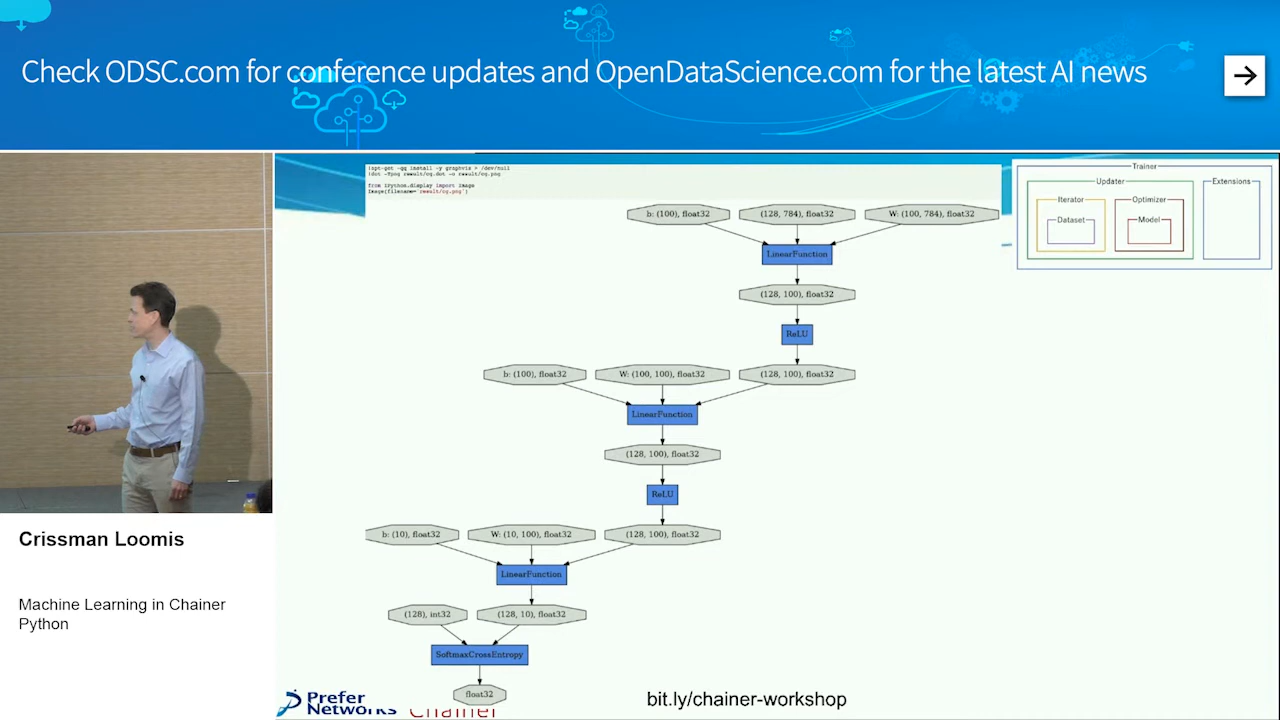 Check ODSC.com for conference updates and OpenDataScience.com for the latest AI news
!apt-get -qq install -y graphviz > /dev/null
!dot -Tpng result/cg.dot -o result/cg.png
from IPython.display import Image
Image(filename='result/cg.png')
Trainer
Updater
Extensions
Iterator
Optimizer
Dataset
Model
b: (100), float32
(128, 784), float32
W: (100, 784), float32
LinearFunction
(128, 100), float32
ReLU
b: (100), float32
W: (100, 100), float32
(128, 100), float32
LinearFunction
(128, 100), float32
ReLU
b: (10), float32
W: (10, 100), float32
(128, 100), float32
LinearFunction
(128), int32
(128, 10), float32
SoftmaxCrossEntropy
float32
Crissman Loomis
Machine Learning in Chainer
Python
Prefer
Networks
Chainer
bit.ly/chainer-workshop